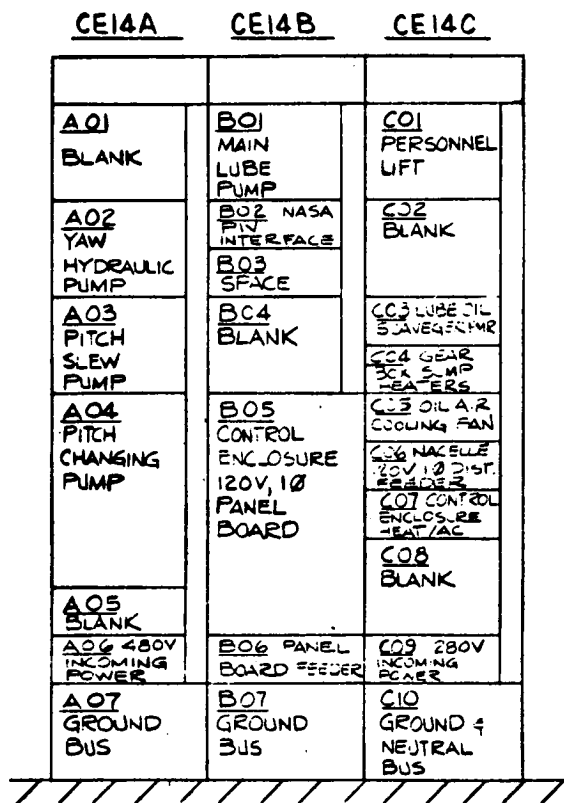 CE14A
CE14B
CE14C
A01
BLANK
A02
YAW
HYDRAULIC
PUMP
A03
PITCH
SLEW
PUMP
A04
PITCH
CHANGING
PUMP
A05
BLANK
A06 480V
INCOMING
POWER
A07
GROUND
BUS
B01
MAIN
LUBE
PUMP
B02 NASA
PIV
INTERFACE
B03
SPACE
B04
BLANK
B05
CONTROL
ENCLOSURE
120V, 1Ø
PANEL
BOARD
B06 PANEL
BOARD FEEDER
B07
GROUND
BUS
C01
PERSONNEL
LIFT
C02
BLANK
C03 LUBE OIL
C04 GEAR
BOX SUMP
HEATERS
C05 OIL AIR
COOLING FAN
C06 NACELLE
120V 1Ø DIST.
FEEDER
C07 CONTROL
ENCLOSURE
HEAT/AC
C08
BLANK
C09 280V
INCOMING
POWER
C10
GROUND &
NEUTRAL
BUS